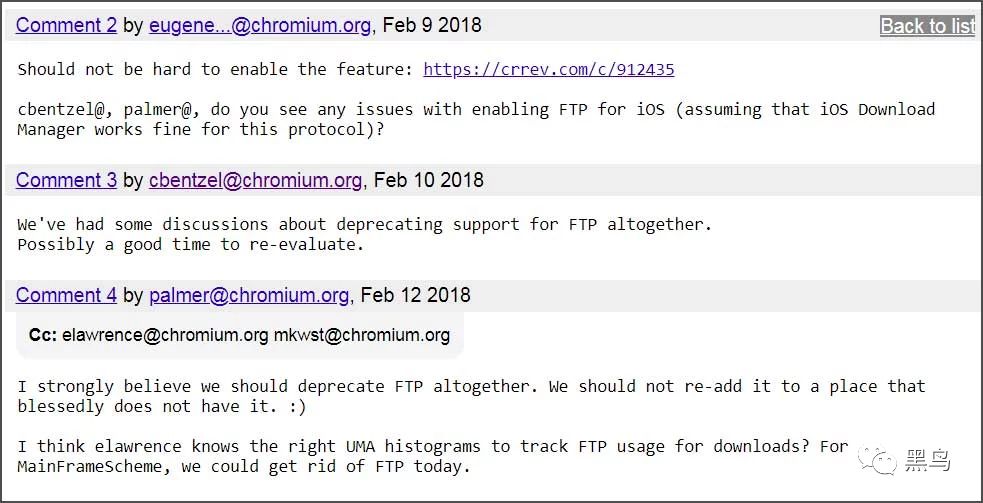 Comment 2 by eugene...@chromium.org, Feb 9 2018
Back to list
Should not be hard to enable the feature: https://crrev.com/c/912435
cbentzel@, palmer@, do you see any issues with enabling FTP for iOS (assuming that iOS Download
Manager works fine for this protocol)?
Comment 3 by cbentzel@chromium.org, Feb 10 2018
We've had some discussions about deprecating support for FTP altogether.
Possibly a good time to re-evaluate.
Comment 4 by palmer@chromium.org, Feb 12 2018
Cc: elawrence@chromium.org mkwst@chromium.org
I strongly believe we should deprecate FTP altogether. We should not re-add it to a place that
blessedly does not have it. :)
I think elawrence knows the right UMA histograms to track FTP usage for downloads? For
MainFrameScheme, we could get rid of FTP today.
黑鸟